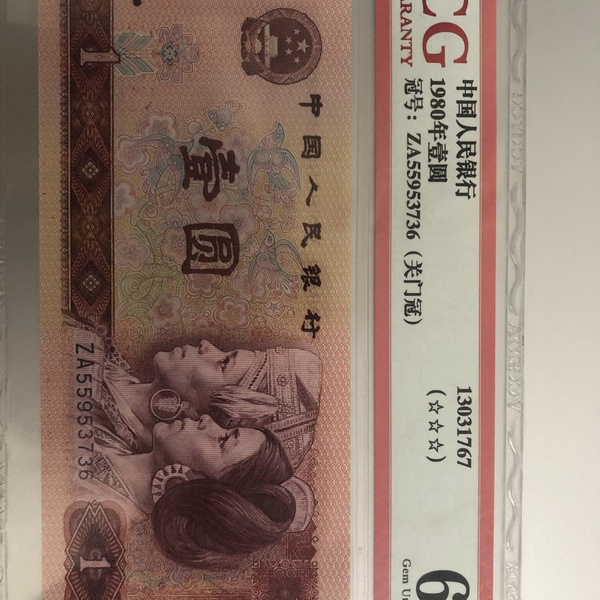 CG
RANTY
中国人民银行
1980年壹圆
冠号：ZA55953736（关门冠）
13031767
(☆☆☆)
6
Gem U
中国人民银行
壹圆
1
ZA55953736
1